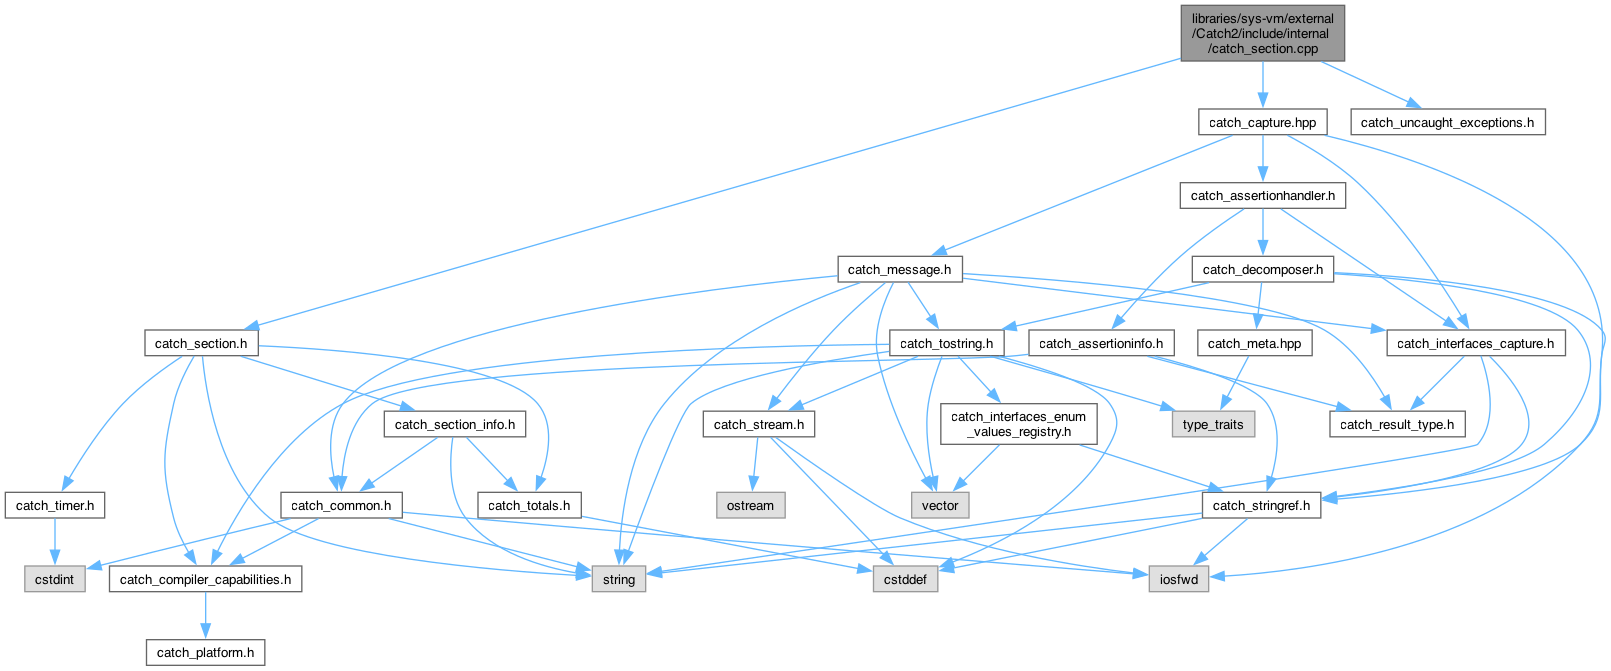 libraries/sys-vm/external
/Catch2/include/internal
/catch_section.cpp
catch_capture.hpp
catch_uncaught_exceptions.h
catch_assertionhandler.h
catch_message.h
catch_decomposer.h
catch_section.h
catch_tostring.h
catch_assertioninfo.h
catch_meta.hpp
catch_interfaces_capture.h
catch_section_info.h
catch_stream.h
catch_interfaces_enum
_values_registry.h
type_traits
catch_result_type.h
catch_timer.h
catch_common.h
catch_totals.h
ostream
vector
catch_stringref.h
cstdint
catch_compiler_capabilities.h
string
cstddef
iosfwd
catch_platform.h